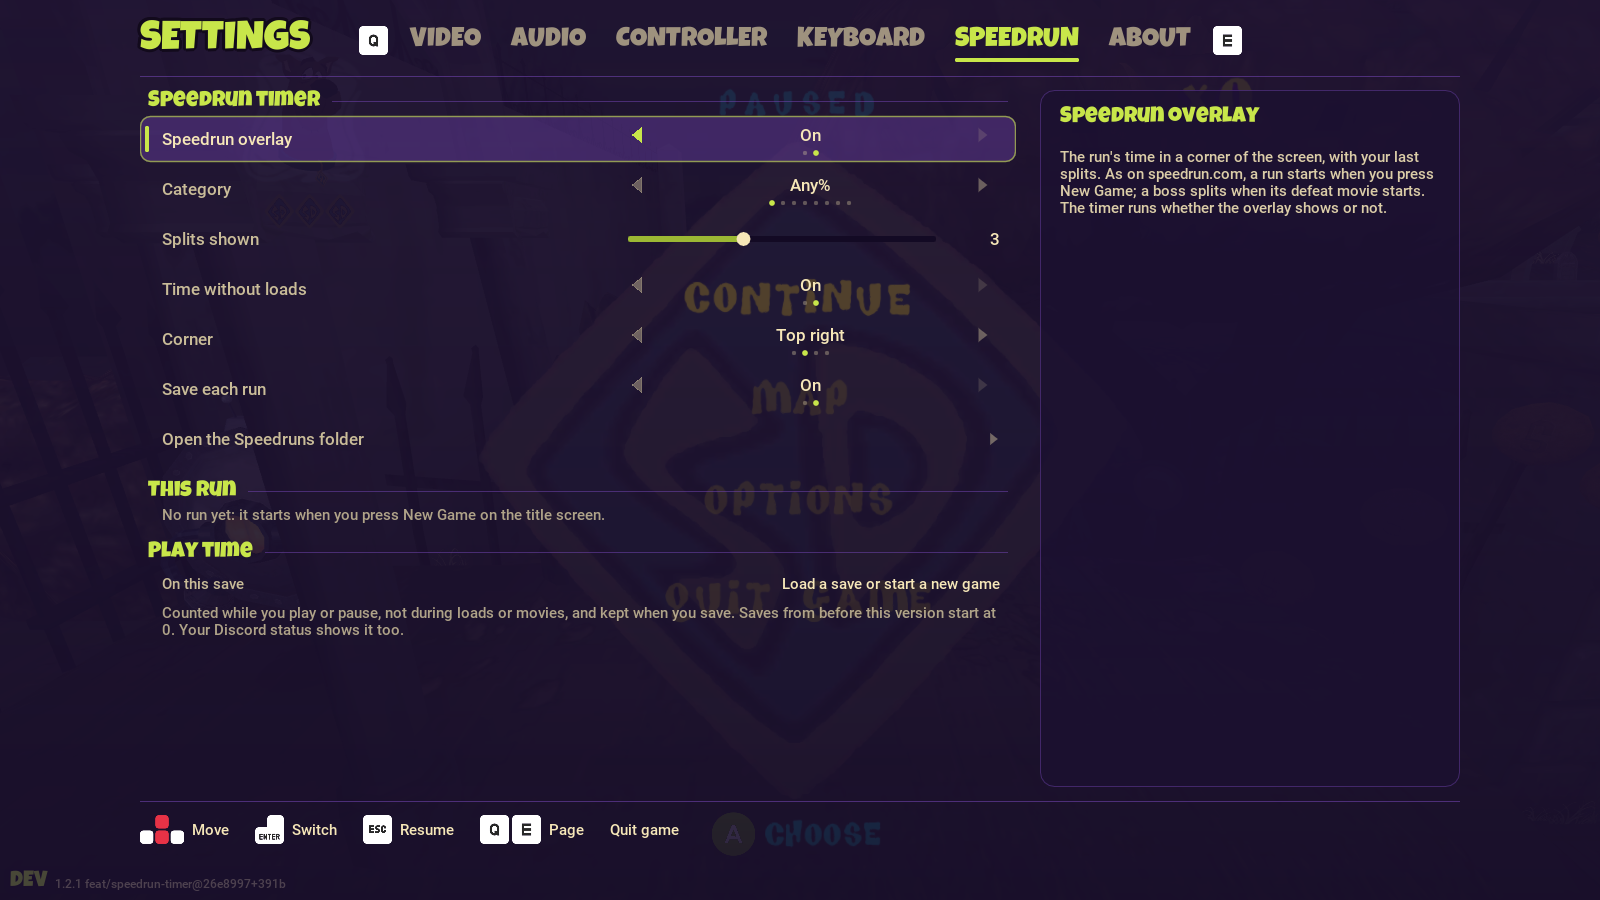 SETTINGS
Q VIDEO AUDIO CONTROLLER KEYBOARD SPEEDRUN ABOUT E
SPEEDRUN TIMER
PAUSED
Speedrun overlay On
Category Any%
Splits shown 3
Time without loads On
CONTINUE
Corner Top right
Save each run On
MAP
Open the Speedruns folder
THIS RUN
OPTIONS
No run yet: it starts when you press New Game on the title screen.
PLAY TIME
On this save Load a save or start a new game
QUIT GAME
Counted while you play or pause, not during loads or movies, and kept when you save. Saves from before this version start at
0. Your Discord status shows it too.
SPEEDRUN OVERLAY
The run's time in a corner of the screen, with your last
splits. As on speedrun.com, a run starts when you press
New Game; a boss splits when its defeat movie starts.
The timer runs whether the overlay shows or not.
Move ENTER Switch ESC Resume Q E Page Quit game A CHOOSE
DEV 1.2.1 feat/speedrun-timer@26e8997+391b